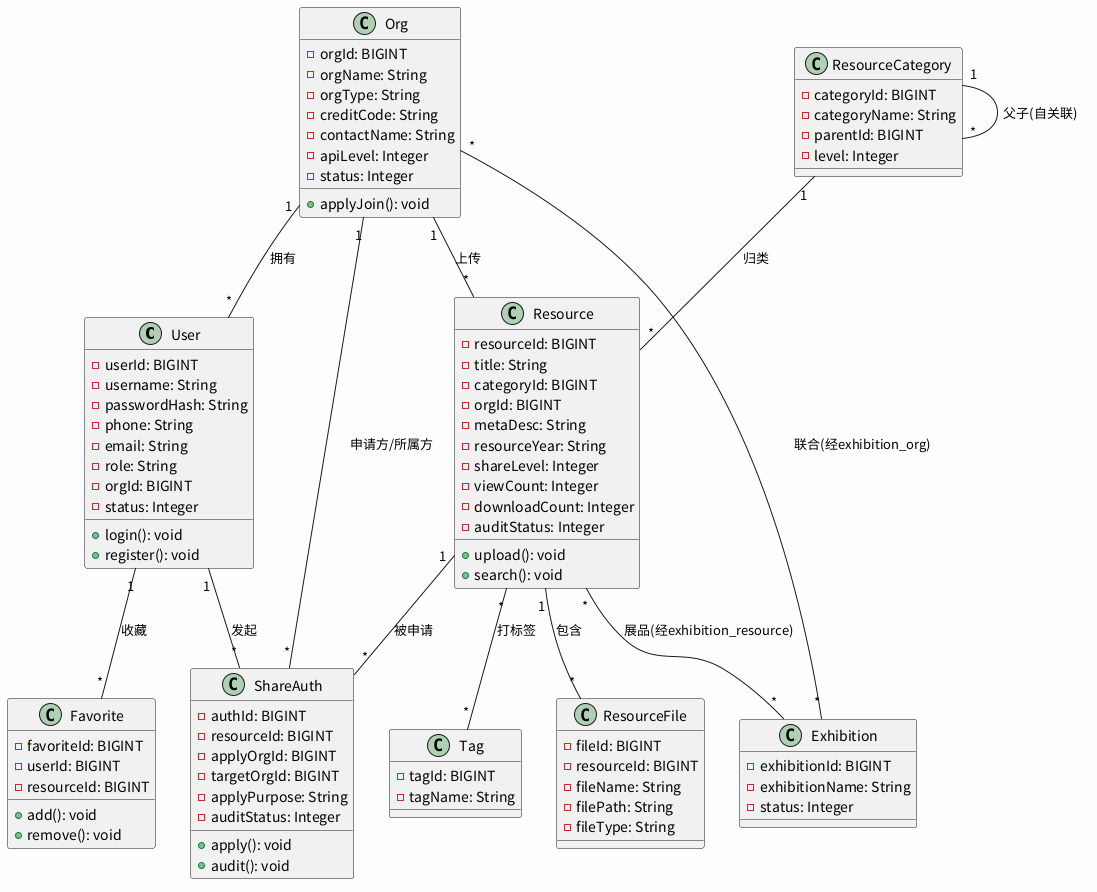 C Org
orgId: BIGINT
orgName: String
orgType: String
creditCode: String
contactName: String
apiLevel: Integer
status: Integer
applyJoin(): void
C ResourceCategory
categoryId: BIGINT
categoryName: String
parentId: BIGINT
level: Integer
1
*
父子(自关联)
1
*
拥有
1
*
申请方/所属方
1
*
上传
*
*
联合(经exhibition_org)
1
*
归类
C User
userId: BIGINT
username: String
passwordHash: String
phone: String
email: String
role: String
orgId: BIGINT
status: Integer
login(): void
register(): void
C Resource
resourceId: BIGINT
title: String
categoryId: BIGINT
orgId: BIGINT
metaDesc: String
resourceYear: String
shareLevel: Integer
viewCount: Integer
downloadCount: Integer
auditStatus: Integer
upload(): void
search(): void
1
*
收藏
1
*
发起
1
*
被申请
*
*
打标签
1
*
包含
*
*
展品(经exhibition_resource)
C Favorite
favoriteId: BIGINT
userId: BIGINT
resourceId: BIGINT
add(): void
remove(): void
C ShareAuth
authId: BIGINT
resourceId: BIGINT
applyOrgId: BIGINT
targetOrgId: BIGINT
applyPurpose: String
auditStatus: Integer
apply(): void
audit(): void
C Tag
tagId: BIGINT
tagName: String
C ResourceFile
fileId: BIGINT
resourceId: BIGINT
fileName: String
filePath: String
fileType: String
C Exhibition
exhibitionId: BIGINT
exhibitionName: String
status: Integer